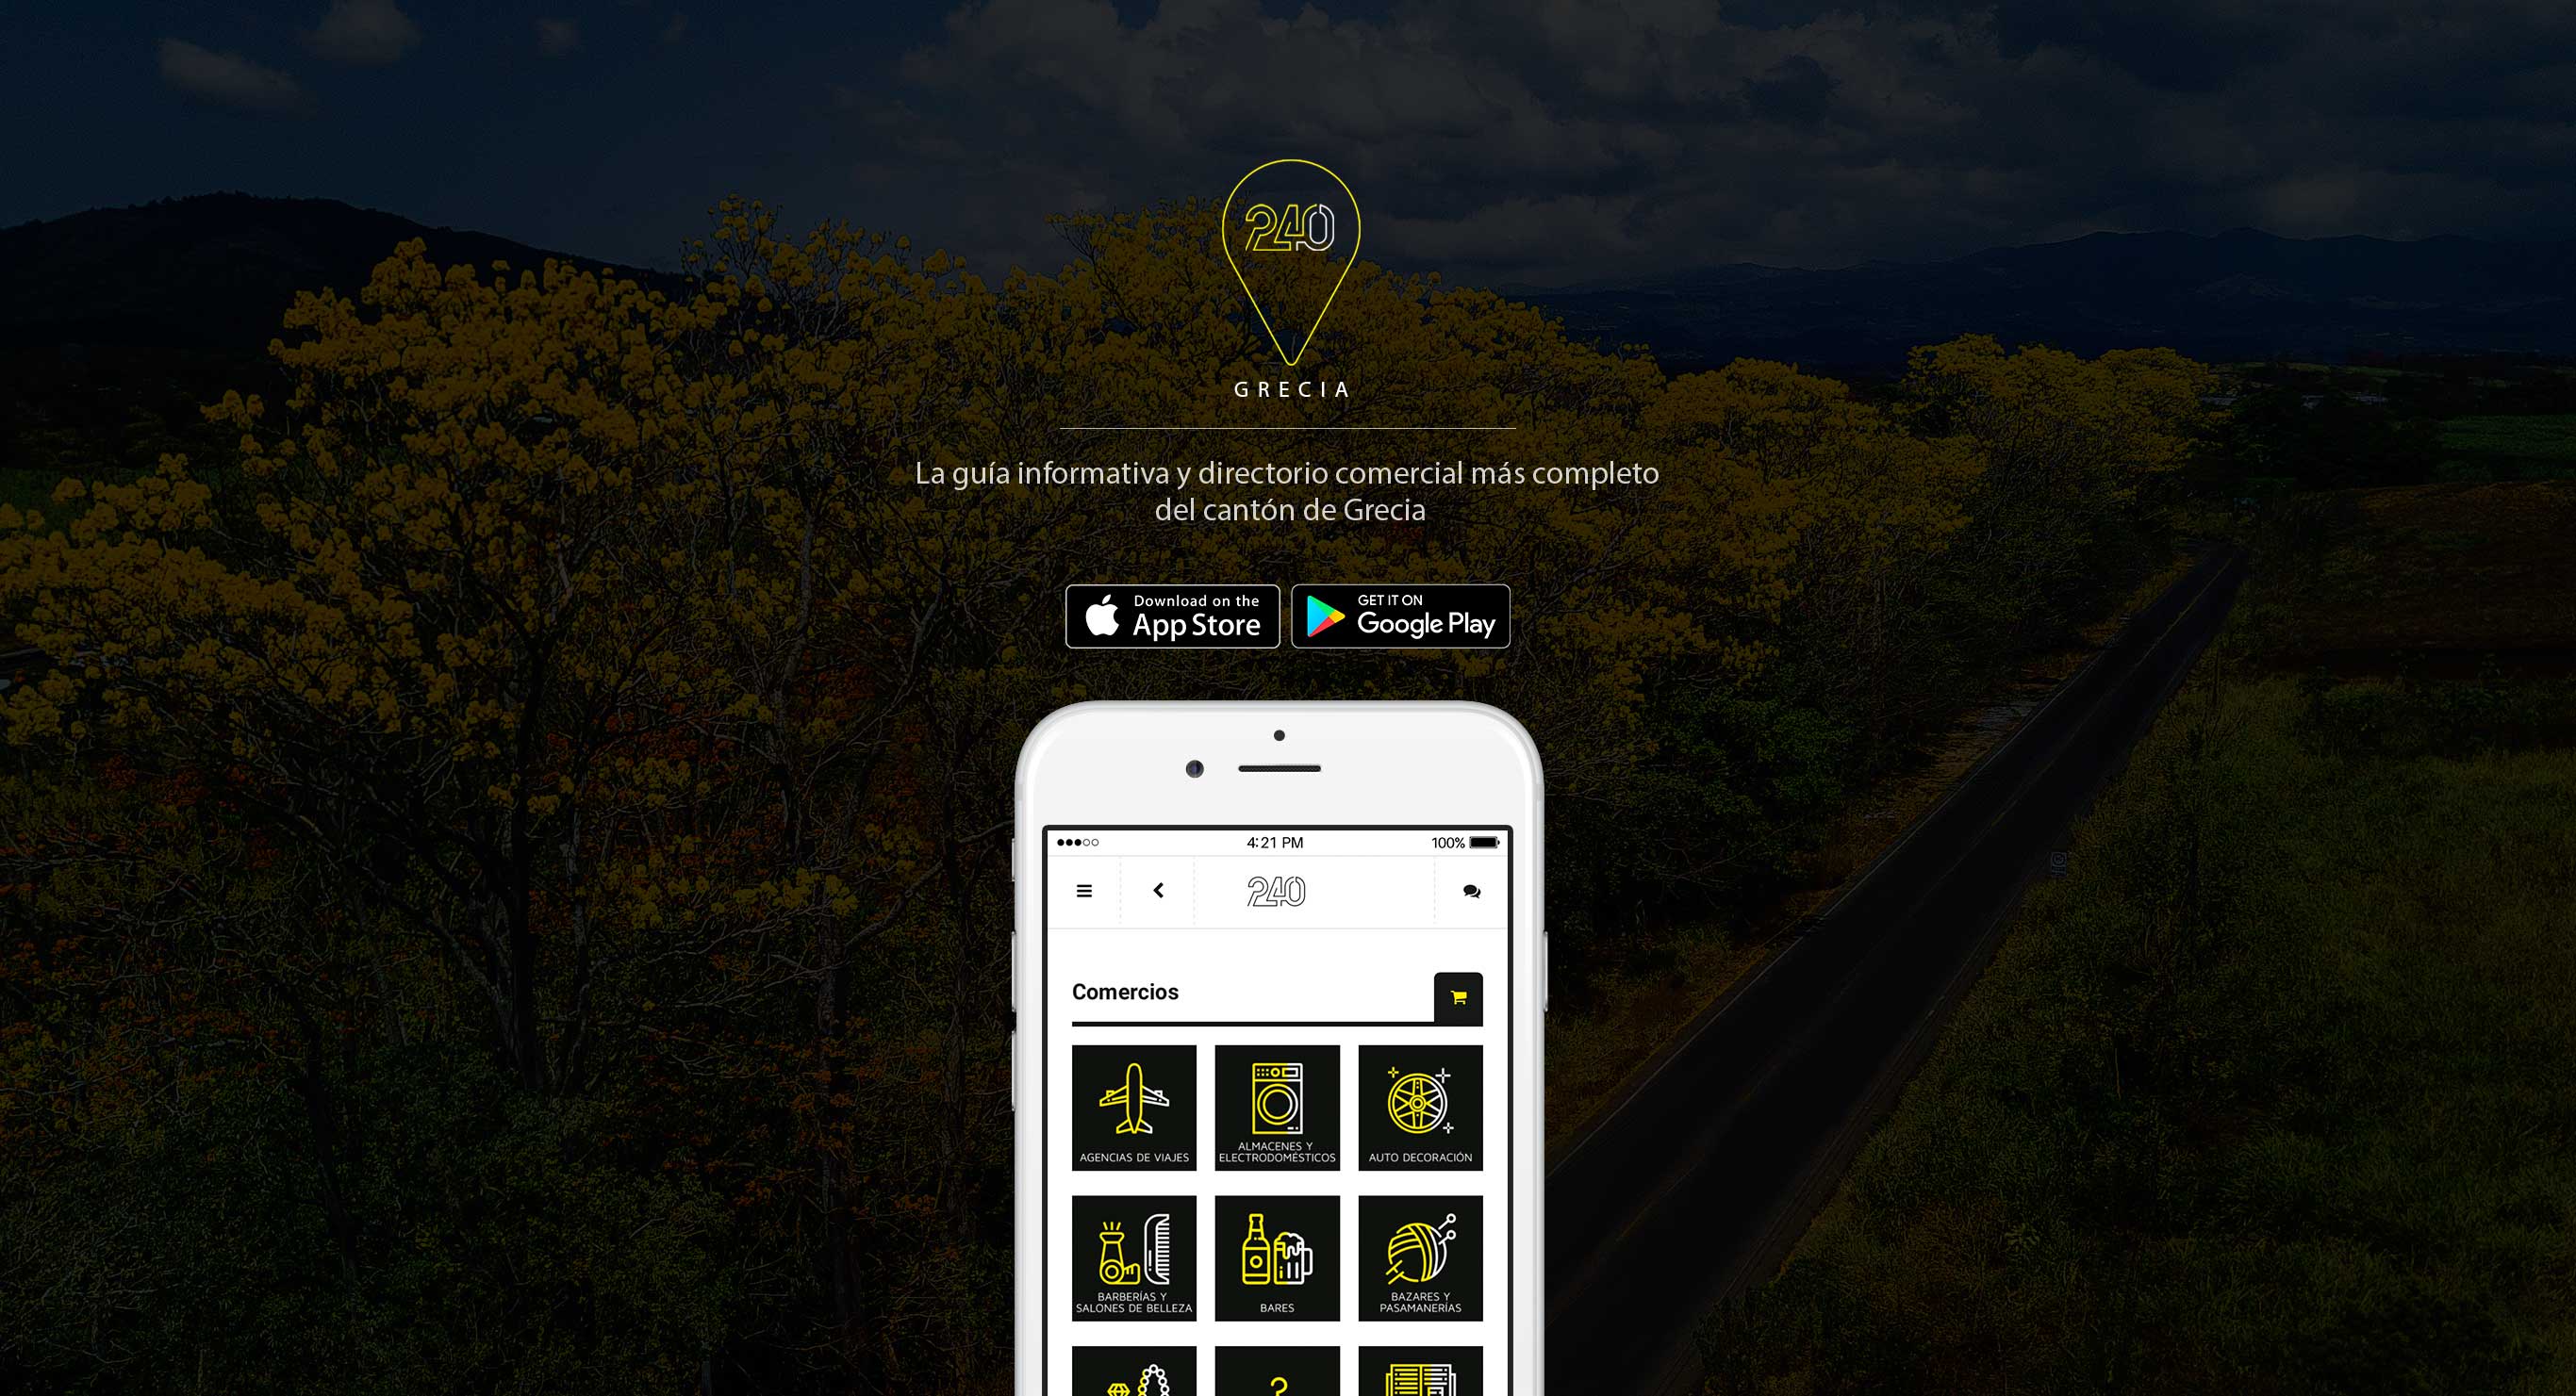 240
GRECIA
La guía informativa y directorio comercial más completo
del cantón de Grecia
Download on the
App Store
GET IT ON
Google Play
4:21 PM
100%
240
Comercios
AGENCIAS DE VIAJES
ALMACENES Y
ELECTRODOMÉSTICOS
AUTO DECORACIÓN
BARBERÍAS Y
SALONES DE BELLEZA
BARES
BAZARES Y
PASAMANERÍAS